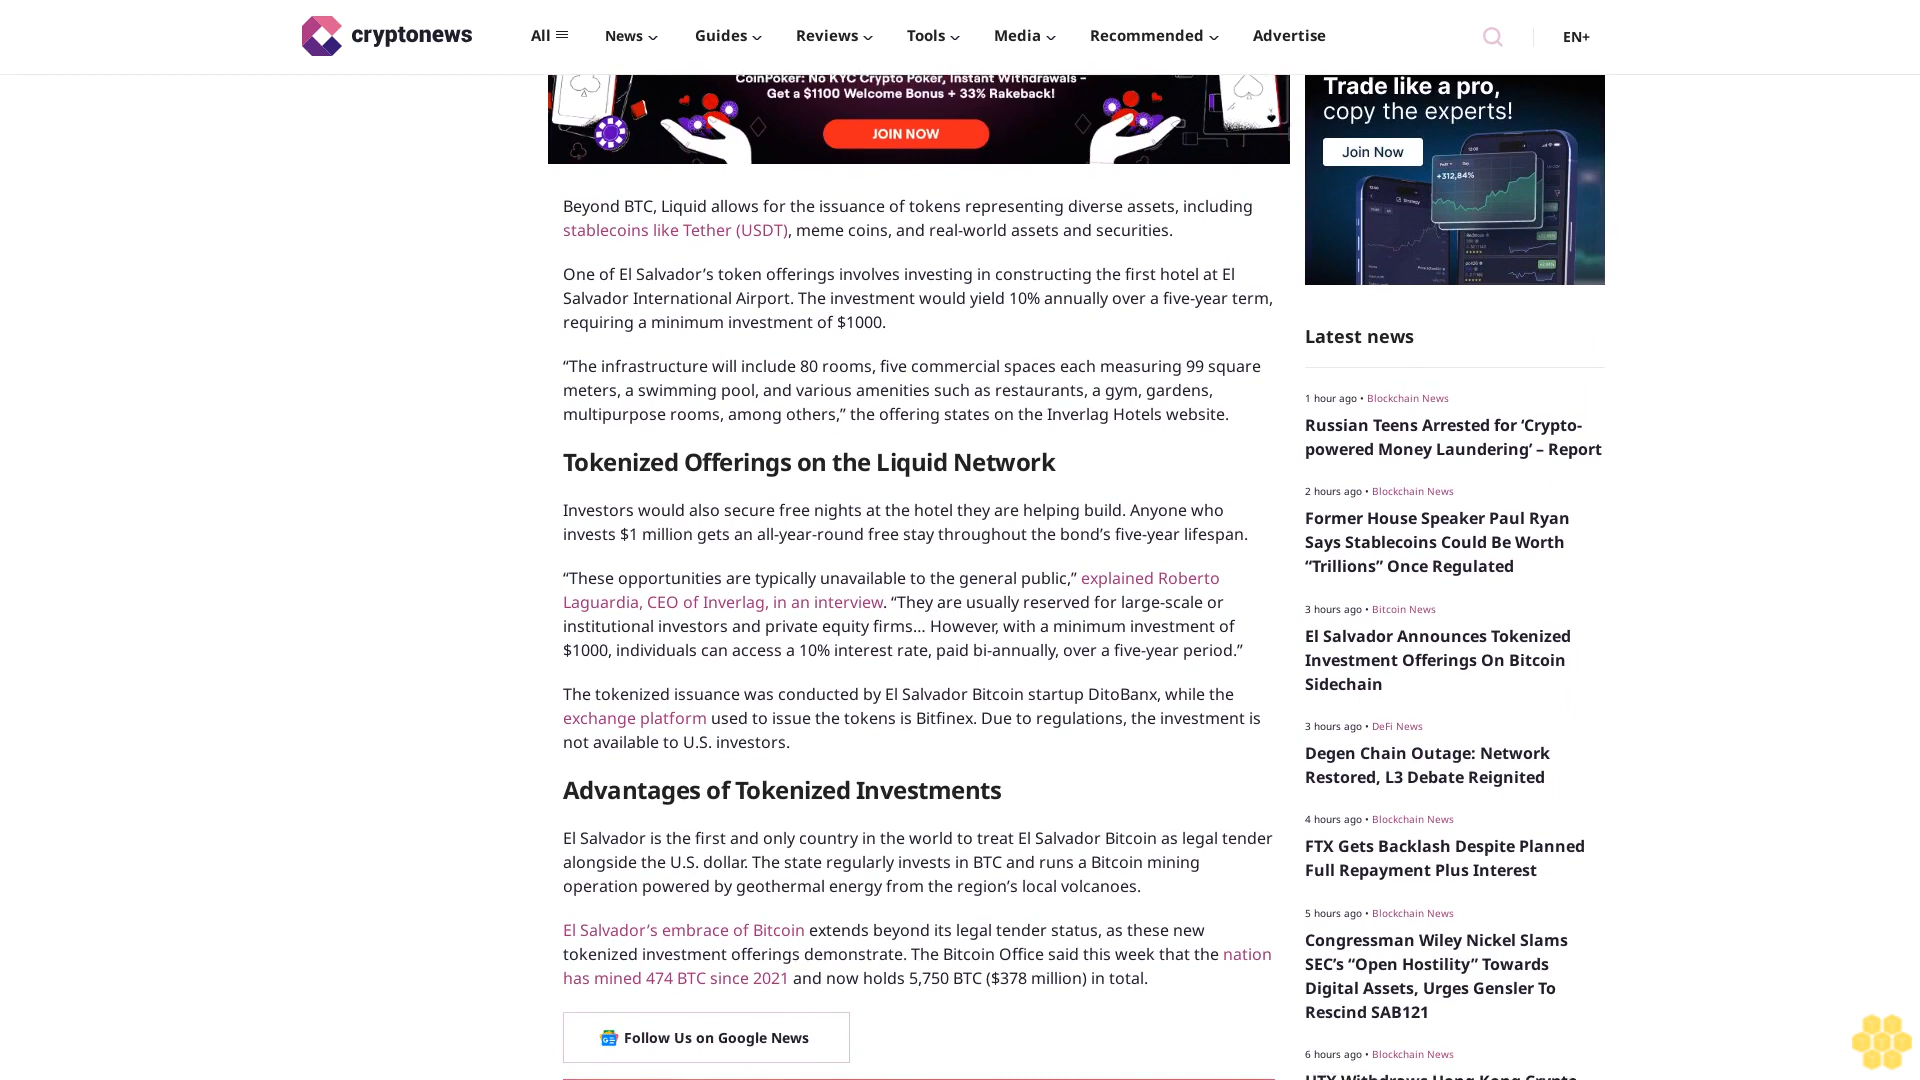 cryptonews
All
News
Guides
Reviews
Tools
Media
Recommended
Advertise
EN+
CoinPoker: No KYC Crypto Poker, Instant Withdrawals –
Get a $1100 Welcome Bonus + 33% Rakeback!
JOIN NOW
Beyond BTC, Liquid allows for the issuance of tokens representing diverse assets, including
stablecoins like Tether (USDT), meme coins, and real-world assets and securities.
One of El Salvador’s token offerings involves investing in constructing the first hotel at El
Salvador International Airport. The investment would yield 10% annually over a five-year term,
requiring a minimum investment of $1000.
“The infrastructure will include 80 rooms, five commercial spaces each measuring 99 square
meters, a swimming pool, and various amenities such as restaurants, a gym, gardens,
multipurpose rooms, among others,” the offering states on the Inverlag Hotels website.
Tokenized Offerings on the Liquid Network
Investors would also secure free nights at the hotel they are helping build. Anyone who
invests $1 million gets an all-year-round free stay throughout the bond’s five-year lifespan.
“These opportunities are typically unavailable to the general public,” explained Roberto
Laguardia, CEO of Inverlag, in an interview. “They are usually reserved for large-scale or
institutional investors and private equity firms… However, with a minimum investment of
$1000, individuals can access a 10% interest rate, paid bi-annually, over a five-year period.”
The tokenized issuance was conducted by El Salvador Bitcoin startup DitoBanx, while the
exchange platform used to issue the tokens is Bitfinex. Due to regulations, the investment is
not available to U.S. investors.
Advantages of Tokenized Investments
El Salvador is the first and only country in the world to treat El Salvador Bitcoin as legal tender
alongside the U.S. dollar. The state regularly invests in BTC and runs a Bitcoin mining
operation powered by geothermal energy from the region’s local volcanoes.
El Salvador’s embrace of Bitcoin extends beyond its legal tender status, as these new
tokenized investment offerings demonstrate. The Bitcoin Office said this week that the nation
has mined 474 BTC since 2021 and now holds 5,750 BTC ($378 million) in total.
Follow Us on Google News
Trade like a pro,
copy the experts!
Join Now
+312,84%
Latest news
1 hour ago • Blockchain News
Russian Teens Arrested for ‘Crypto-
powered Money Laundering’ – Report
2 hours ago • Blockchain News
Former House Speaker Paul Ryan
Says Stablecoins Could Be Worth
“Trillions” Once Regulated
3 hours ago • Bitcoin News
El Salvador Announces Tokenized
Investment Offerings On Bitcoin
Sidechain
3 hours ago • DeFi News
Degen Chain Outage: Network
Restored, L3 Debate Reignited
4 hours ago • Blockchain News
FTX Gets Backlash Despite Planned
Full Repayment Plus Interest
5 hours ago • Blockchain News
Congressman Wiley Nickel Slams
SEC’s “Open Hostility” Towards
Digital Assets, Urges Gensler To
Rescind SAB121
6 hours ago • Blockchain News
HTX Withdraws Hong Kong Crypto